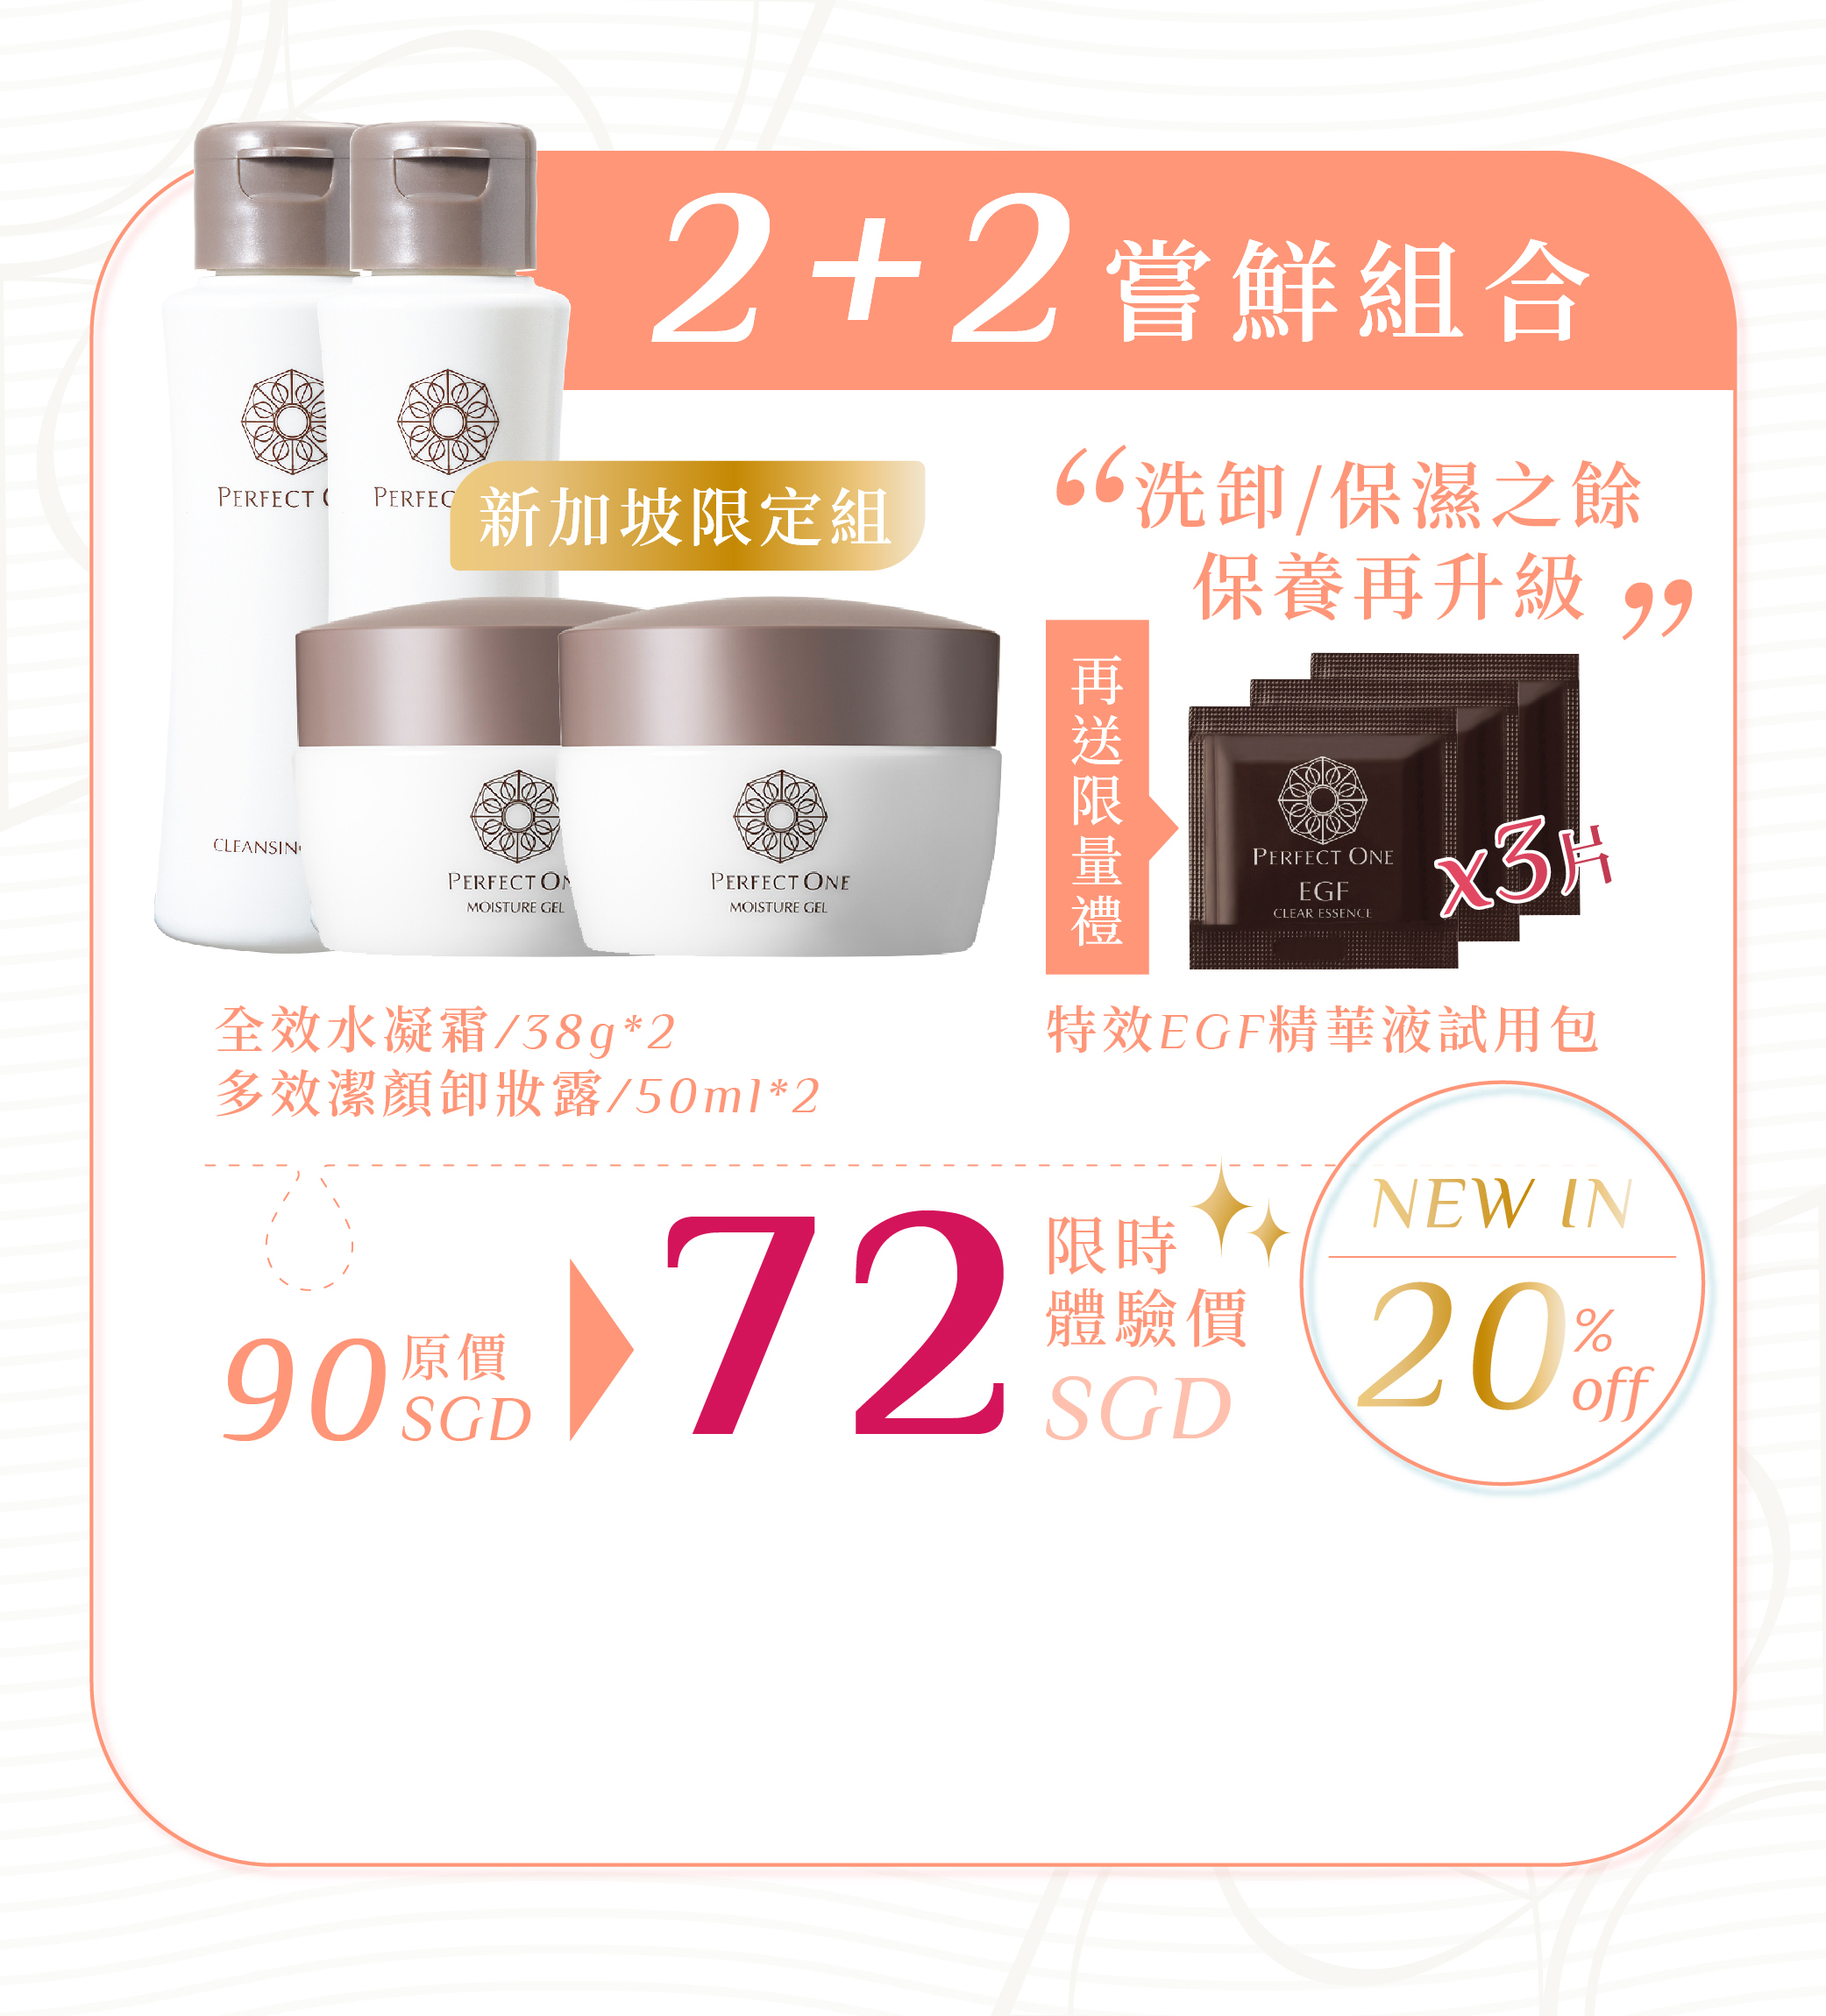 2+2嘗鮮組合
PERFECT
PERFEC
新加坡限定組
“洗卸/保濕之餘
保養再升級”
CLEANSIN
PERFECT ON
MOISTURE GEL
PERFECT ONE
MOISTURE GEL
再送限量禮
PERFECT ONE
EGF
CLEAR ESSENCE
x3片
全效水凝霜/38g*2
多效潔顏卸妝露/50ml*2
特效EGF精華液試用包
90 原價
SGD
72 限時
體驗價
SGD
NEW IN
20%
off